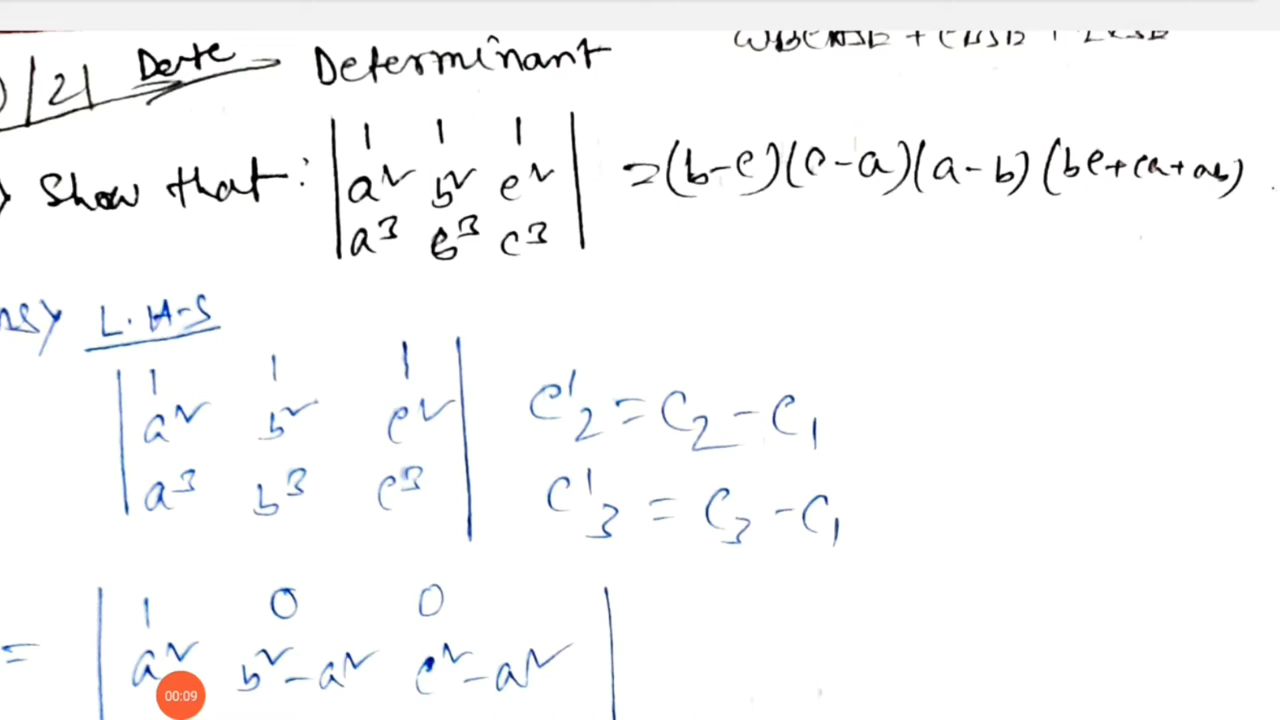 /21 Date Determinant
Show that: | 1 1 1 | =(b-c)(c-a)(a-b)(bc+ca+ab)
| a² b² c² |
| a³ b³ c³ |
L.H.S
| 1 1 1 |
| a² b² c² | C'₂ = C₂ - C₁
| a³ b³ c³ | C'₃ = C₃ - C₁
= | 1 0 0 |
| a² b²-a² c²-a² |
00:09